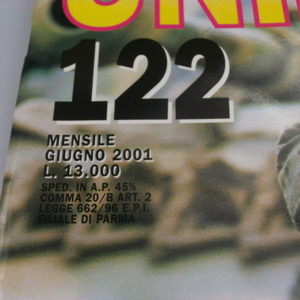 122
MENSILE
GIUGNO 2001
L. 13.000
SPED. IN A.P. 45%
COMMA 20/B ART. 2
LEGGE 662/96 E.P.I.
FILIALE DI PARMA